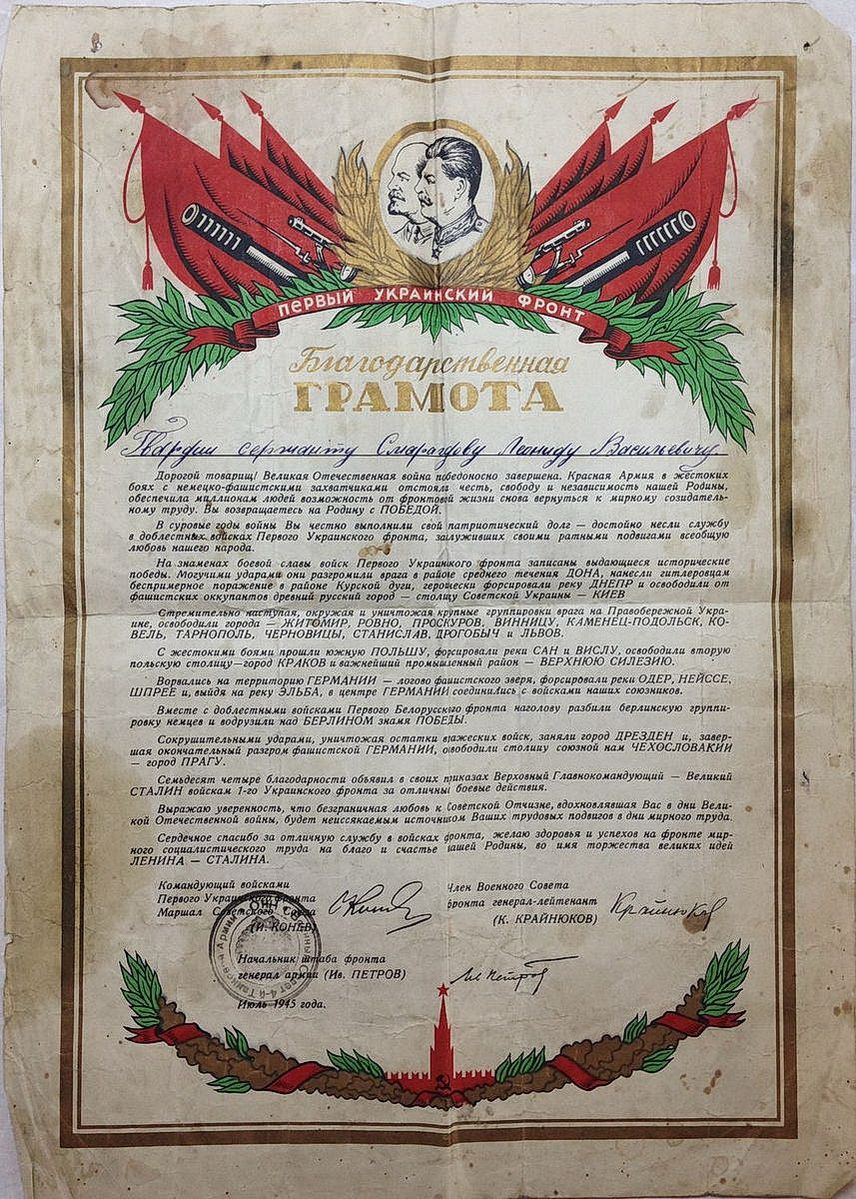 ПЕРВЫЙ УКРАИНСКИЙ ФРОНТ
Благодарственная
ГРАМОТА
Гвардии сержанту Смарагдову Леониду Васильевичу.
Дорогой товарищ! Великая Отечественная война победоносно завершена. Красная Армия в жестоких
боях с немецко-фашистскими захватчиками отстояла честь, свободу и независимость нашей Родины,
обеспечила миллионам людей возможность от фронтовой жизни снова вернуться к мирному созидатель-
ному труду. Вы возвращаетесь на Родину с ПОБЕДОЙ.
В суровые годы войны Вы честно выполнили свой патриотический долг — достойно несли службу
в доблестных войсках Первого Украинского фронта, заслуживших своими ратными подвигами всеобщую
любовь нашего народа.
На знаменах боевой славы войск Первого Украинкого фронта записаны выдающиеся исторические
победы. Могучими ударами они разгромили врага в районе среднего течения ДОНА, нанесли гитлеровцам
беспримерное поражение в районе Курской дуги, героически форсировали реку ДНЕПР и освободили от
фашистских оккупантов древний русский город — столицу Советской Украины — КИЕВ
Стремительно наступая, окружая и уничтожая крупные группировки врага на Правобережной Укра-
ине, освободили города — ЖИТОМИР, РОВНО, ПРОСКУРОВ, ВИННИЦУ, КАМЕНЕЦ-ПОДОЛЬСК, КО-
ВЕЛЬ, ТАРНОПОЛЬ, ЧЕРНОВИЦЫ, СТАНИСЛАВ, ДРОГОБЫЧ и ЛЬВОВ.
С жестокими боями прошли южную ПОЛЬШУ, форсировали реки САН и ВИСЛУ, освободили вторую
польскую столицу—город КРАКОВ и важнейший промышленный район — ВЕРХНЮЮ СИЛЕЗИЮ.
Ворвались на территорию ГЕРМАНИИ — логово фашистского зверя, форсировали реки ОДЕР, НЕЙССЕ,
ШПРЕЕ и, выйдя на реку ЭЛЬБА, в центре ГЕРМАНИИ соединились с войсками наших союзников.
Вместе с доблестными войсками Первого Белорусского фронта наголову разбили берлинскую группи-
ровку немцев и водрузили над БЕРЛИНОМ знамя ПОБЕДЫ.
Сокрушительными ударами, уничтожая остатки вражеских войск, заняли город ДРЕЗДЕН и, завер-
шая окончательный разгром фашистской ГЕРМАНИИ, освободили столицу союзной нам ЧЕХОСЛОВАКИИ
— город ПРАГУ.
Семьдесят четыре благодарности объявил в своих приказах Верховный Главнокомандующий — Великий
СТАЛИН войскам 1-го Украинского фронта за отличные боевые действия.
Выражаю уверенность, что безграничная любовь к Советской Отчизне, вдохновлявшая Вас в дни Вели-
кой Отечественной войны, будет неиссякаемым источником Ваших трудовых подвигов в дни мирного труда.
Сердечное спасибо за отличную службу в войсках фронта, желаю здоровья и успехов на фронте мир-
ного социалистического труда на благо и счастье нашей Родины, во имя торжества великих идей
ЛЕНИНА — СТАЛИНА.
Командующий войсками
Первого Украинского фронта
Маршал Советского Союза
(И. КОНЕВ)
Член Военного Совета
фронта генерал-лейтенант
(К. КРАЙНЮКОВ)
Крайнюков
Начальник штаба фронта
генерал армии (Ив. ПЕТРОВ)
Ив Петров
Июль 1945 года.